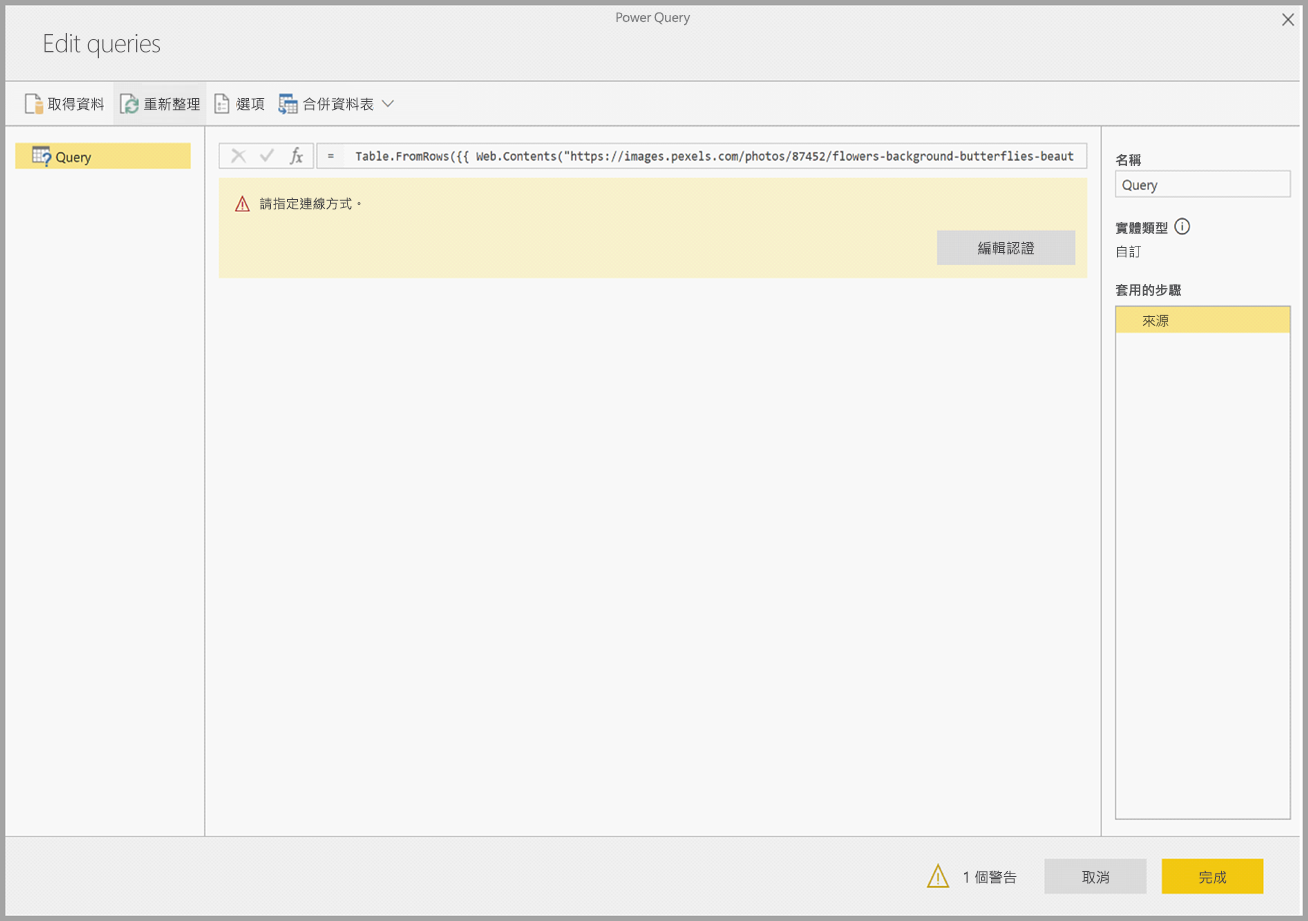 Power Query
Edit queries
取得資料 重新整理 選項 合併資料表
Query
fx = Table.FromRows({{ Web.Contents("https://images.pexels.com/photos/87452/flowers-background-butterflies-beaut
請指定連線方式。
編輯認證
名稱
Query
實體類型
自訂
套用的步驟
來源
1 個警告 取消 完成